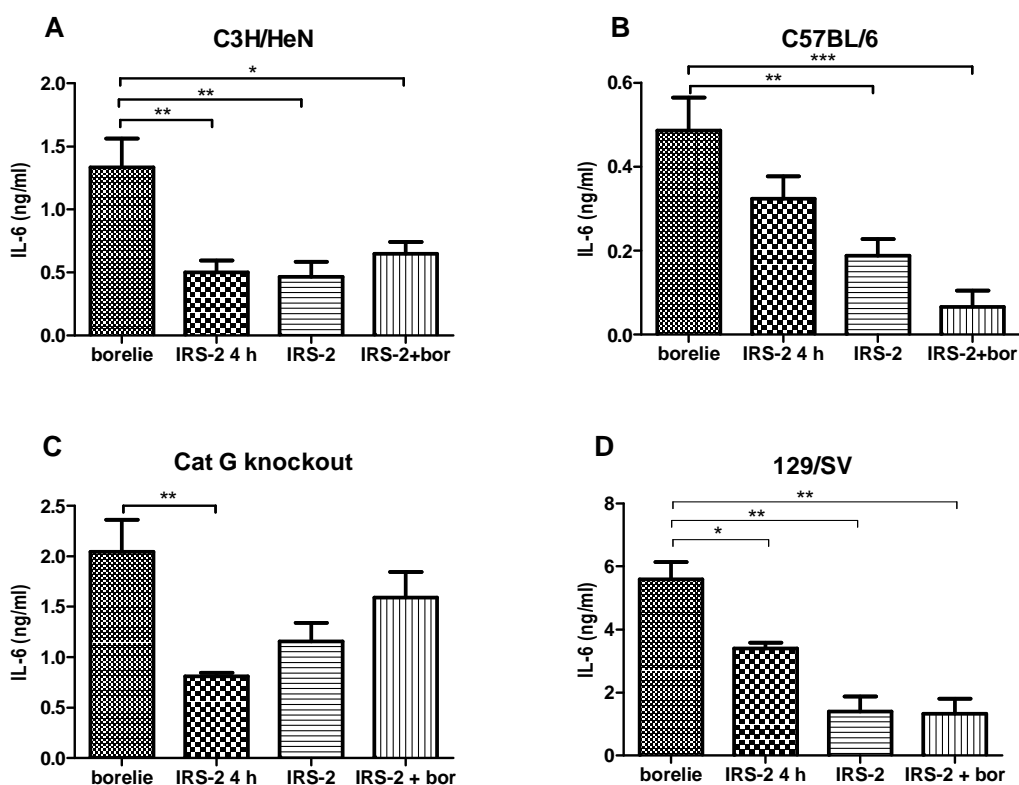 A
C3H/HeN
IL-6 (ng/ml)
2.0
1.5
1.0
0.5
0.0
*
**
**
borelie
IRS-2 4 h
IRS-2
IRS-2+bor
B
C57BL/6
IL-6 (ng/ml)
0.6
0.4
0.2
0.0
***
**
borelie
IRS-2 4 h
IRS-2
IRS-2+bor
C
Cat G knockout
IL-6 (ng/ml)
2.5
2.0
1.5
1.0
0.5
0.0
**
borelie
IRS-2 4 h
IRS-2
IRS-2 + bor
D
129/SV
IL-6 (ng/ml)
8
6
4
2
0
**
**
*
borelie
IRS-2 4 h
IRS-2
IRS-2 + bor